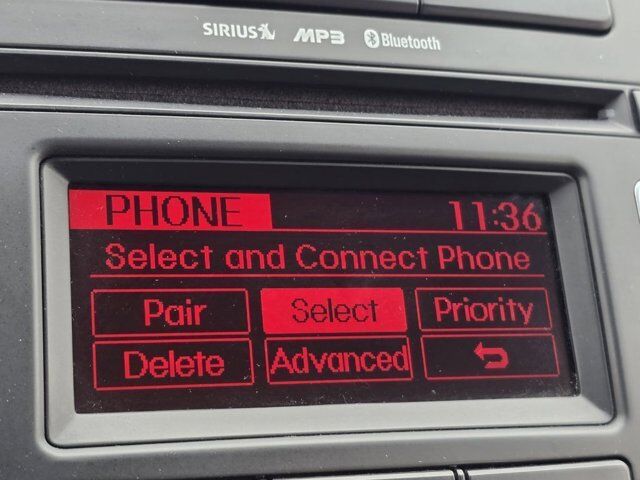 SIRIUS MP3 Bluetooth
PHONE 11:36
Select and Connect Phone
Pair Select Priority
Delete Advanced